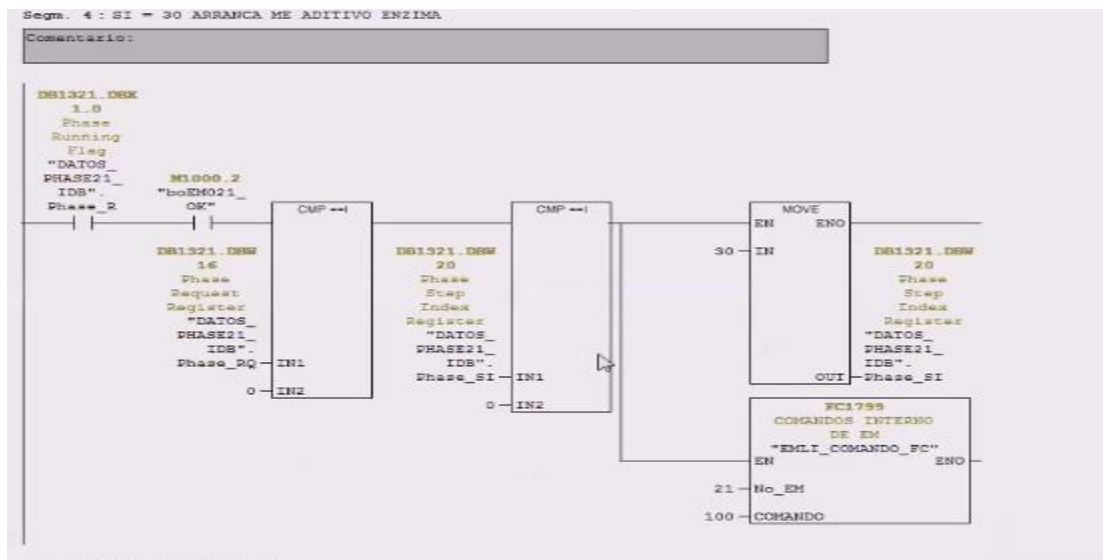 Segm. 4 : SI = 30 ARRANCA ME ADITIVO ENZIMA
Comentario:
DB1321.DBX
1.0
Phase
Running
Flag
"DATOS_
PHASE21_
IDB".
Phase_R
M1000.2
"boEM021_
OK"
CMP ==I
DB1321.DBW
16
Phase
Request
Register
"DATOS_
PHASE21_
IDB".
Phase_RQ
IN1
0
IN2
CMP ==I
DB1321.DBW
20
Phase
Step
Index
Register
"DATOS_
PHASE21_
IDB".
Phase_SI
IN1
0
IN2
MOVE
EN ENO
30
IN
OUT
DB1321.DBW
20
Phase
Step
Index
Register
"DATOS_
PHASE21_
IDB".
Phase_SI
FC1799
COMANDOS INTERNO
DE EM
"EMLI_COMANDO_FC"
EN ENO
21
No_EM
100
COMANDO